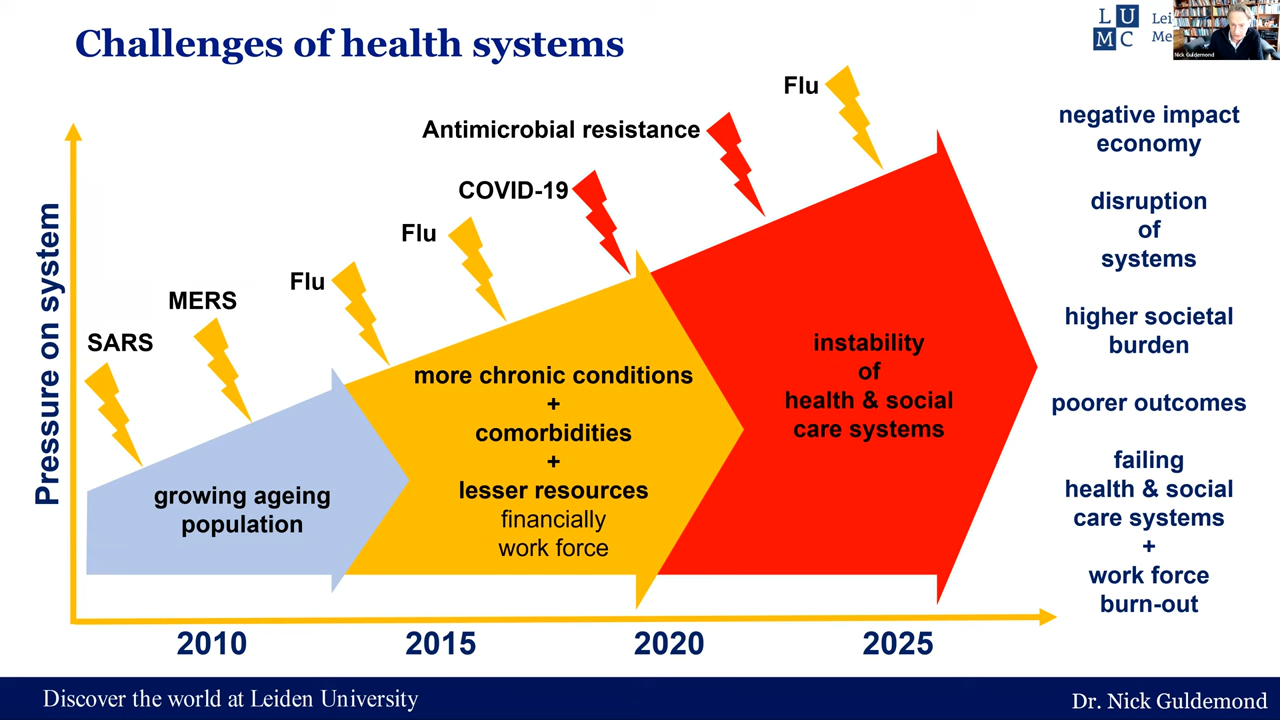 Challenges of health systems
L U
M C
Lei
Me
Nick Guldemond
Pressure on system
SARS
MERS
Flu
Flu
COVID-19
Antimicrobial resistance
Flu
growing ageing
population
more chronic conditions
+
comorbidities
+
lesser resources
financially
work force
instability
of
health & social
care systems
negative impact
economy
disruption
of
systems
higher societal
burden
poorer outcomes
failing
health & social
care systems
+
work force
burn-out
2010
2015
2020
2025
Discover the world at Leiden University
Dr. Nick Guldemond